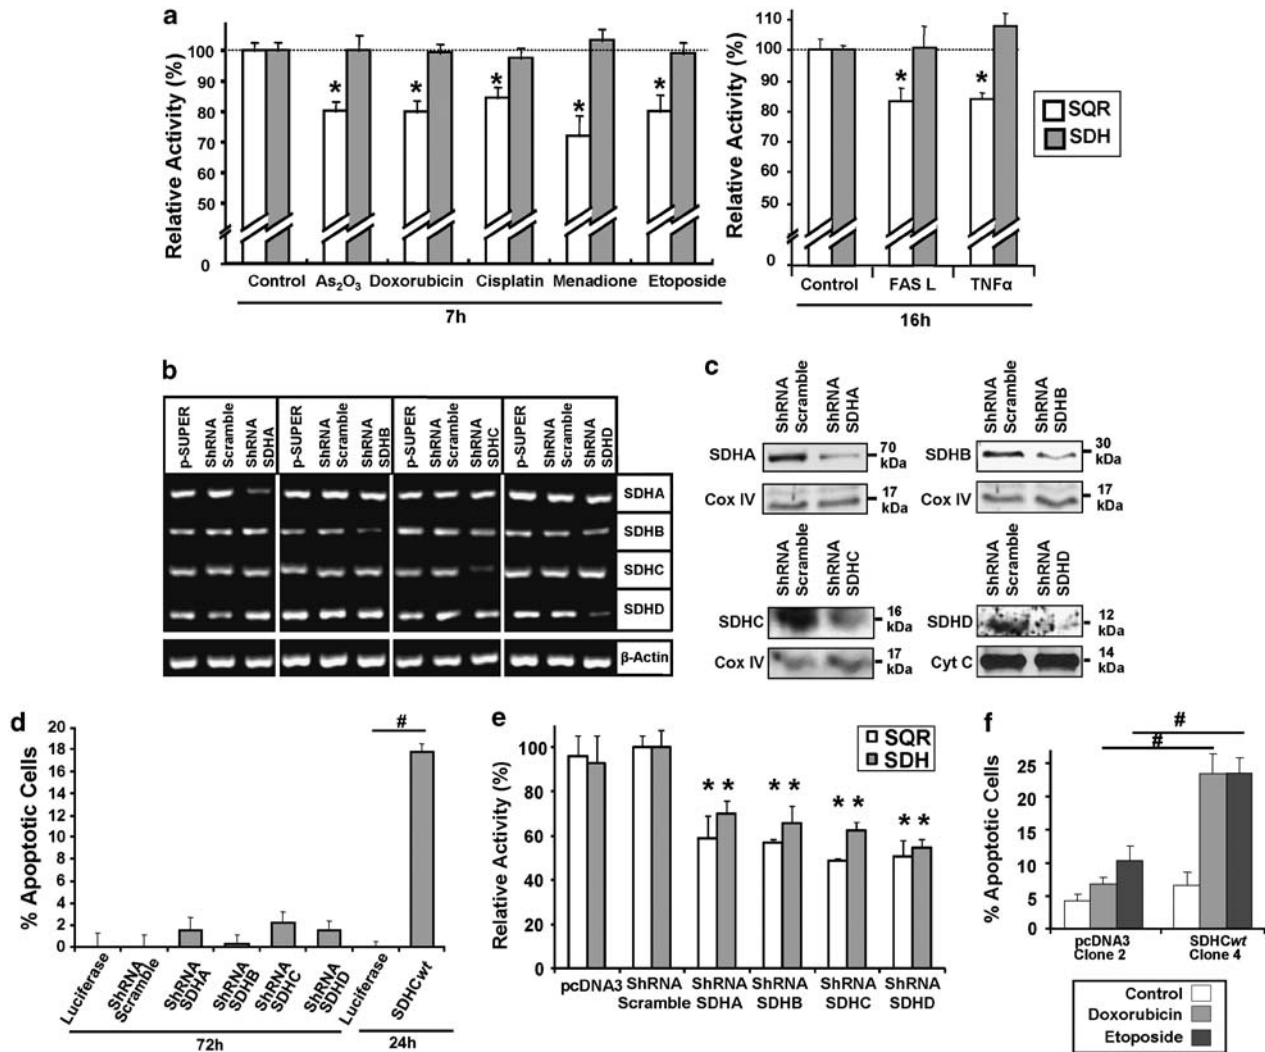 a
Relative Activity (%)
100
90
80
70
60
50
0
*
*
*
*
*
Control As₂O₃ Doxorubicin Cisplatin Menadione Etoposide
7h
Relative Activity (%)
110
100
90
80
70
60
50
0
*
*
Control FAS L TNFα
16h
SQR
SDH
b
p-SUPER
ShRNA Scramble
ShRNA SDHA
p-SUPER
ShRNA Scramble
ShRNA SDHB
p-SUPER
ShRNA Scramble
ShRNA SDHC
p-SUPER
ShRNA Scramble
ShRNA SDHD
SDHA
SDHB
SDHC
SDHD
β-Actin
c
ShRNA Scramble
ShRNA SDHA
SDHA
70 kDa
Cox IV
17 kDa
ShRNA Scramble
ShRNA SDHB
SDHB
30 kDa
Cox IV
17 kDa
ShRNA Scramble
ShRNA SDHC
SDHC
16 kDa
Cox IV
17 kDa
ShRNA Scramble
ShRNA SDHD
SDHD
12 kDa
Cyt C
14 kDa
d
% Apoptotic Cells
20
18
16
14
12
10
8
6
4
2
0
#
Luciferase
ShRNA Scramble
ShRNA SDHA
ShRNA SDHB
ShRNA SDHC
ShRNA SDHD
Luciferase
SDHCwt
72h
24h
e
Relative Activity (%)
100
80
60
40
20
0
SQR
SDH
* *
* *
* *
* *
pcDNA3
ShRNA Scramble
ShRNA SDHA
ShRNA SDHB
ShRNA SDHC
ShRNA SDHD
f
% Apoptotic Cells
25
20
15
10
5
0
#
#
pcDNA3 Clone 2
SDHCwt Clone 4
Control
Doxorubicin
Etoposide